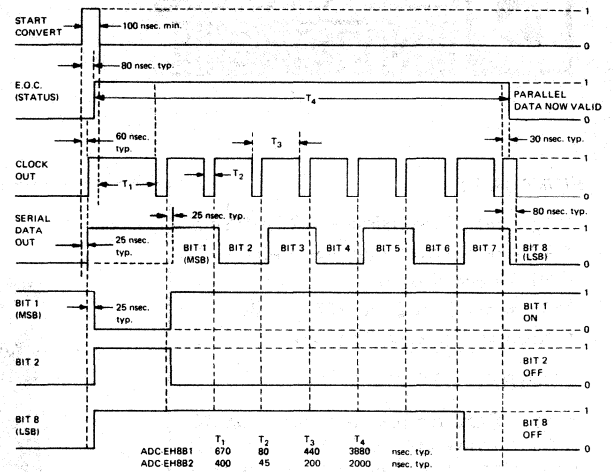 START
CONVERT
100 nsec. min.
1
0
80 nsec. typ.
E.O.C.
(STATUS)
T4
1
PARALLEL
DATA NOW VALID
0
60 nsec.
typ.
T3
30 nsec. typ.
CLOCK
OUT
T1
T2
1
0
25 nsec. typ.
80 nsec. typ.
SERIAL
DATA
OUT
25 nsec.
typ.
BIT 1
(MSB)
BIT 2
BIT 3
BIT 4
BIT 5
BIT 6
BIT 7
BIT 8
(LSB)
1
0
BIT 1
(MSB)
25 nsec.
typ.
1
BIT 1
ON
0
BIT 2
1
BIT 2
OFF
0
BIT 8
(LSB)
1
BIT 8
OFF
0
T1 T2 T3 T4
ADC-EH8B1 670 80 440 3880 nsec. typ.
ADC-EH8B2 400 45 200 2000 nsec. typ.